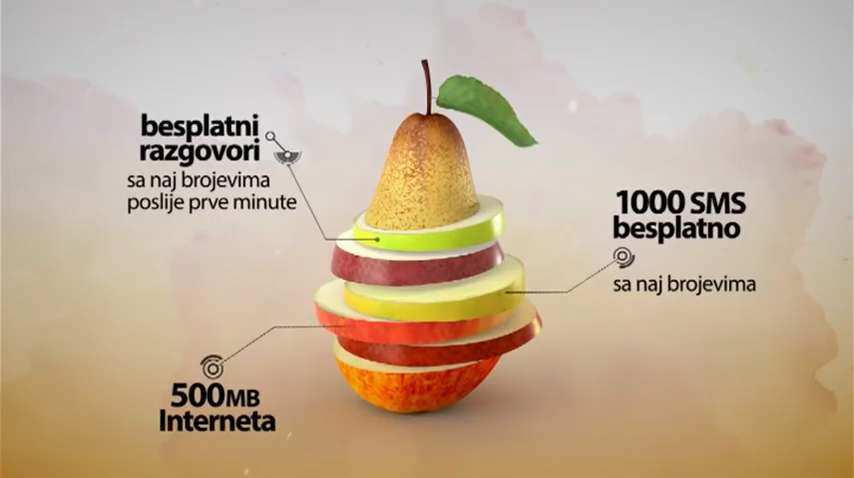 besplatni
razgovori
sa naj brojevima
poslije prve minute
1000 SMS
besplatno
sa naj brojevima
500MB
Interneta